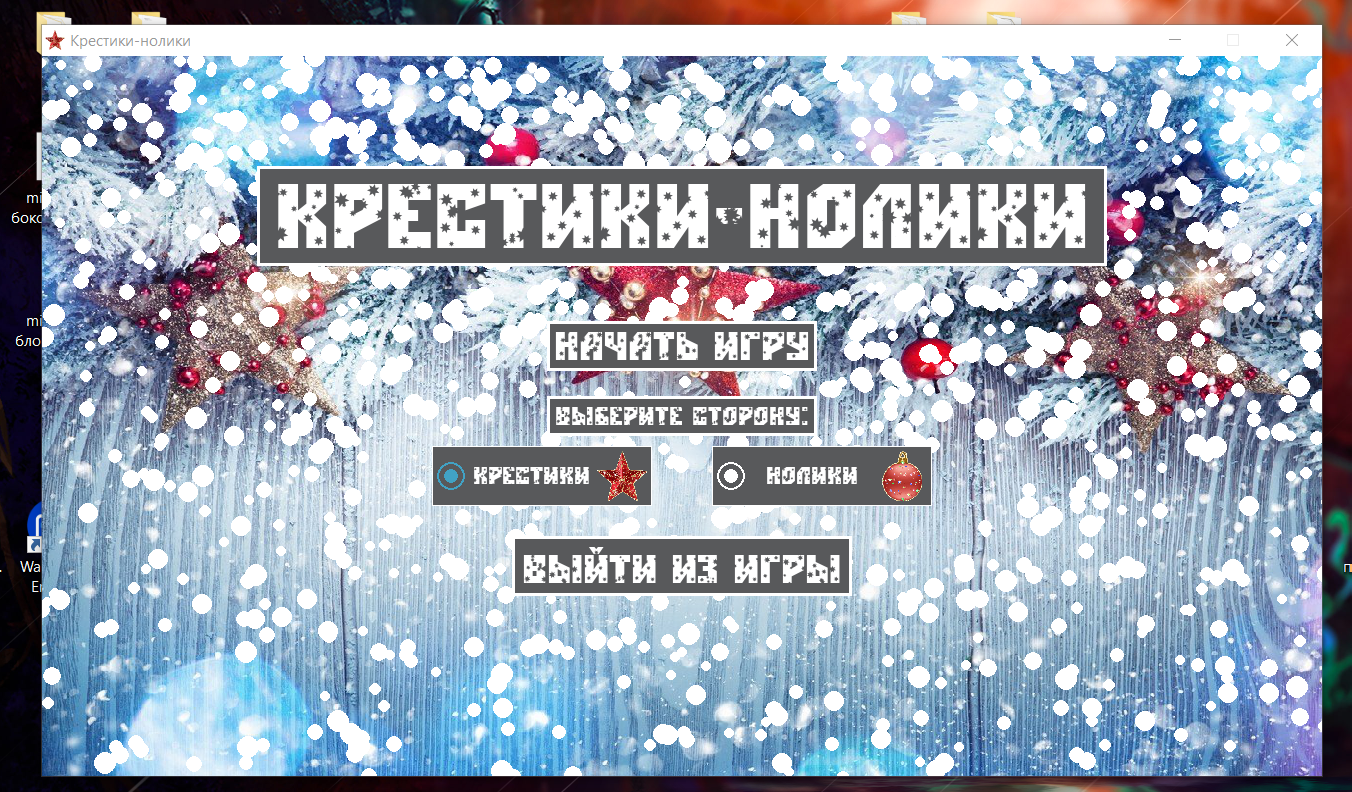 Крестики-нолики
КРЕСТИКИ-НОЛИКИ
НАЧАТЬ ИГРУ
ВЫБЕРИТЕ СТОРОНУ:
КРЕСТИКИ
НОЛИКИ
ВЫЙТИ ИЗ ИГРЫ